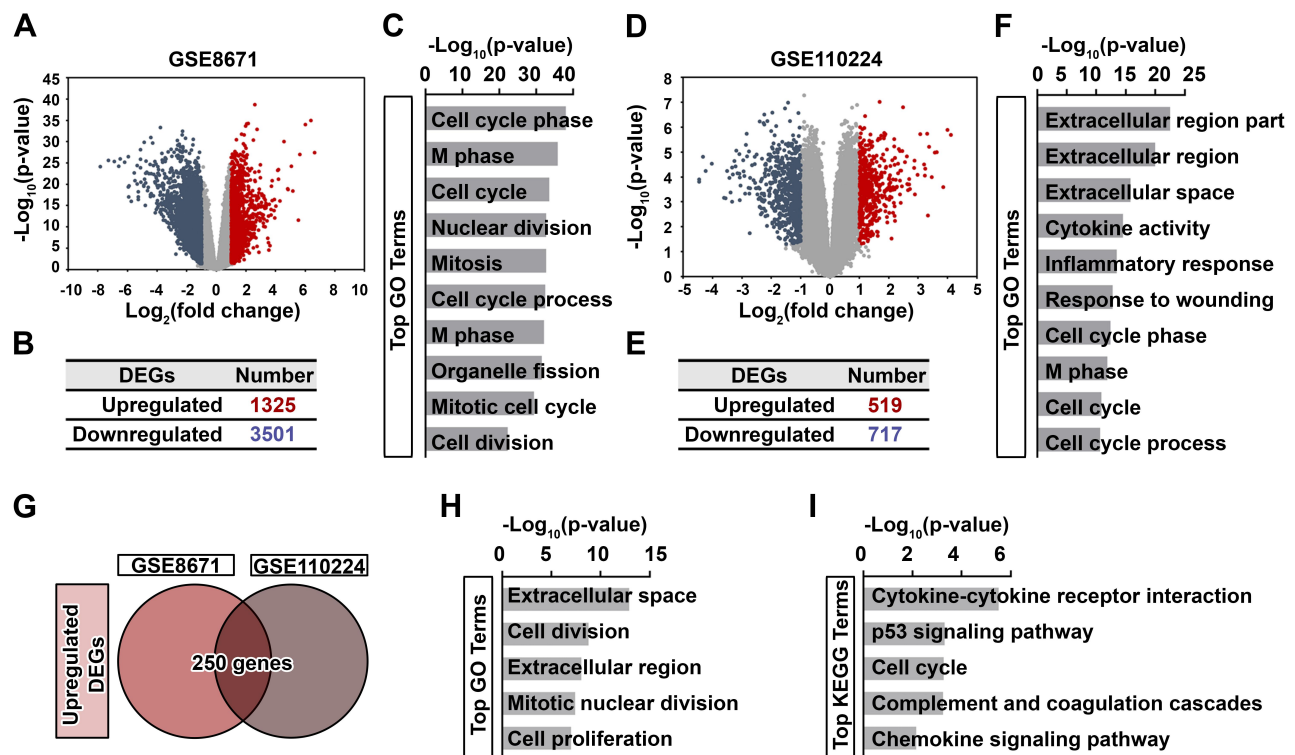 A
GSE8671
-Log10(p-value)
45
40
35
30
25
20
15
10
5
0
-10 -8 -6 -4 -2 0 2 4 6 8 10
Log2(fold change)
B
DEGs Number
Upregulated 1325
Downregulated 3501
C
-Log10(p-value)
0 10 20 30 40
Top GO Terms
Cell cycle phase
M phase
Cell cycle
Nuclear division
Mitosis
Cell cycle process
M phase
Organelle fission
Mitotic cell cycle
Cell division
D
GSE110224
-Log10(p-value)
8
7
6
5
4
3
2
1
0
-5 -4 -3 -2 -1 0 1 2 3 4 5
Log2(fold change)
E
DEGs Number
Upregulated 519
Downregulated 717
F
-Log10(p-value)
0 5 10 15 20 25
Top GO Terms
Extracellular region part
Extracellular region
Extracellular space
Cytokine activity
Inflammatory response
Response to wounding
Cell cycle phase
M phase
Cell cycle
Cell cycle process
G
GSE8671 GSE110224
Upregulated
DEGs
250 genes
H
-Log10(p-value)
0 5 10 15
Top GO Terms
Extracellular space
Cell division
Extracellular region
Mitotic nuclear division
Cell proliferation
I
-Log10(p-value)
0 2 4 6
Top KEGG Terms
Cytokine-cytokine receptor interaction
p53 signaling pathway
Cell cycle
Complement and coagulation cascades
Chemokine signaling pathway